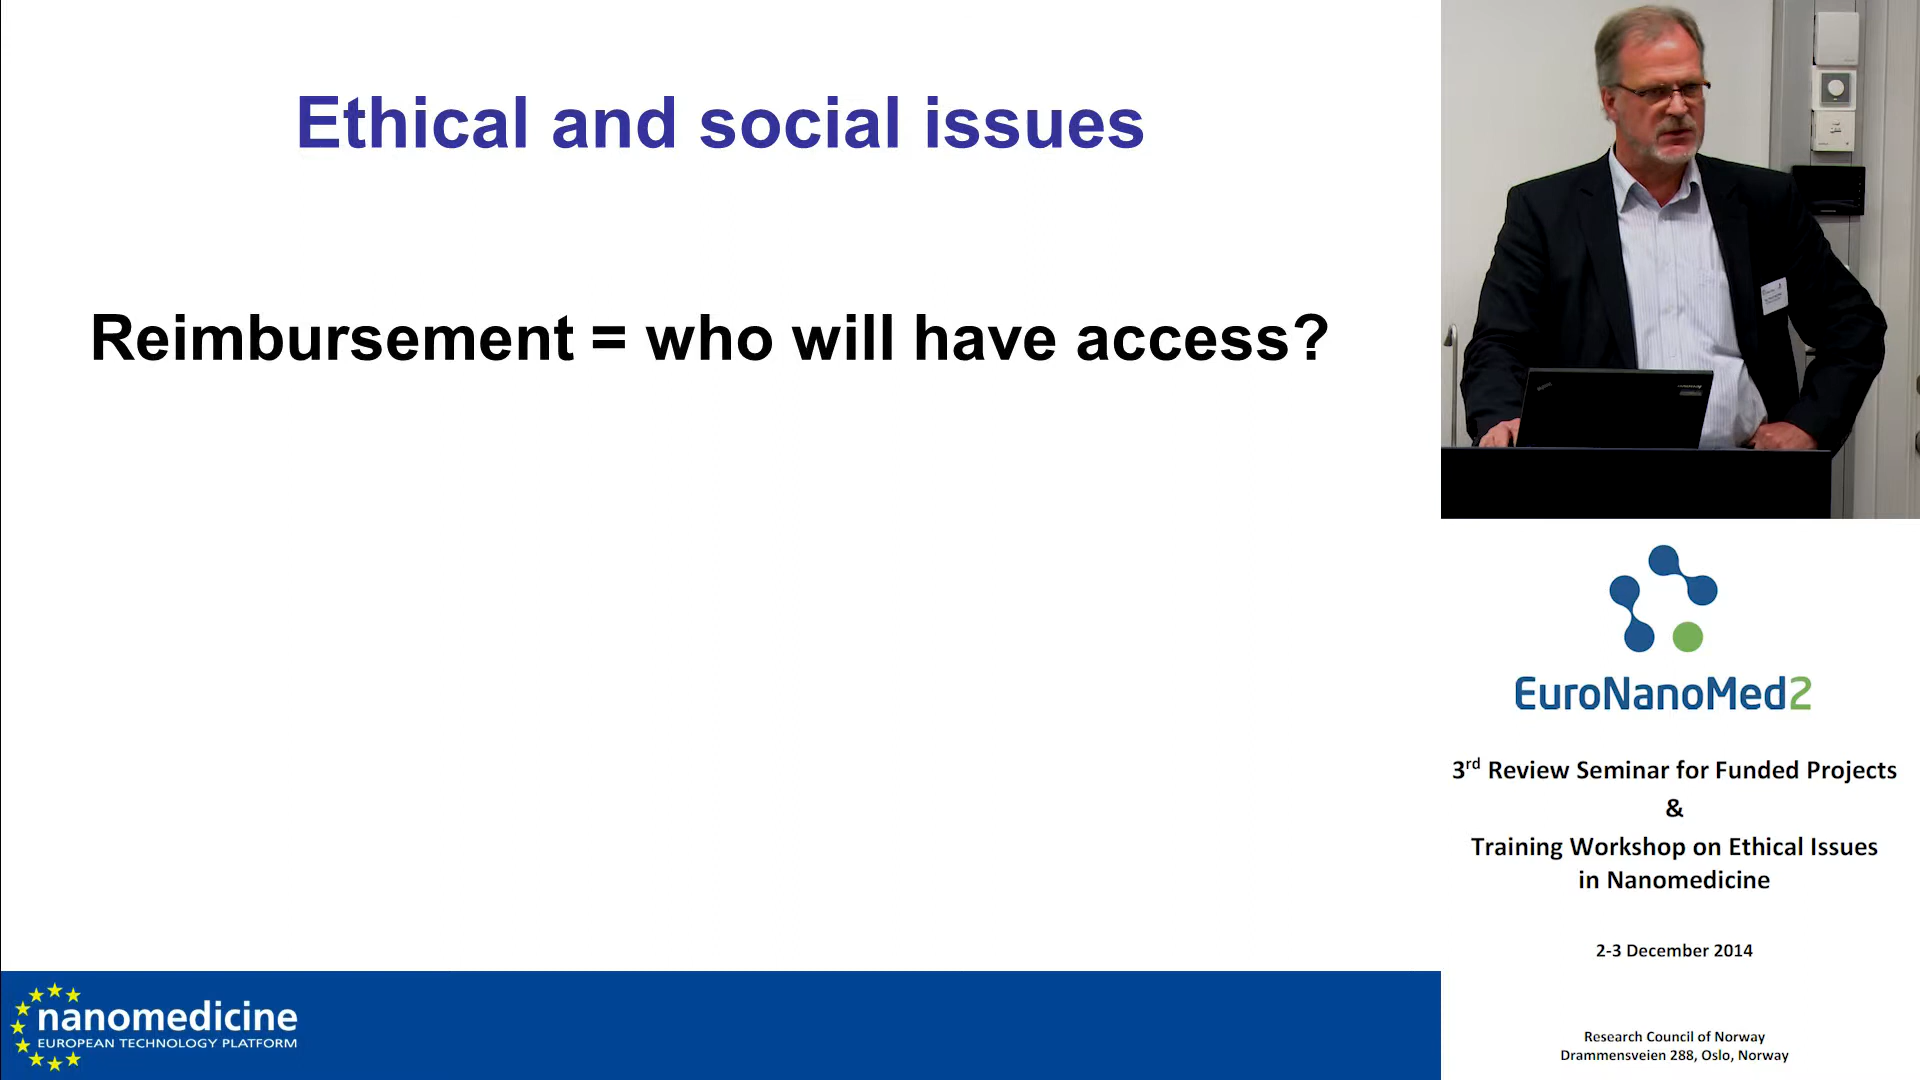 Ethical and social issues
Reimbursement = who will have access?
nanomedicine
EUROPEAN TECHNOLOGY PLATFORM
EuroNanoMed2
3rd Review Seminar for Funded Projects
&
Training Workshop on Ethical Issues
in Nanomedicine
2-3 December 2014
Research Council of Norway
Drammensveien 288, Oslo, Norway